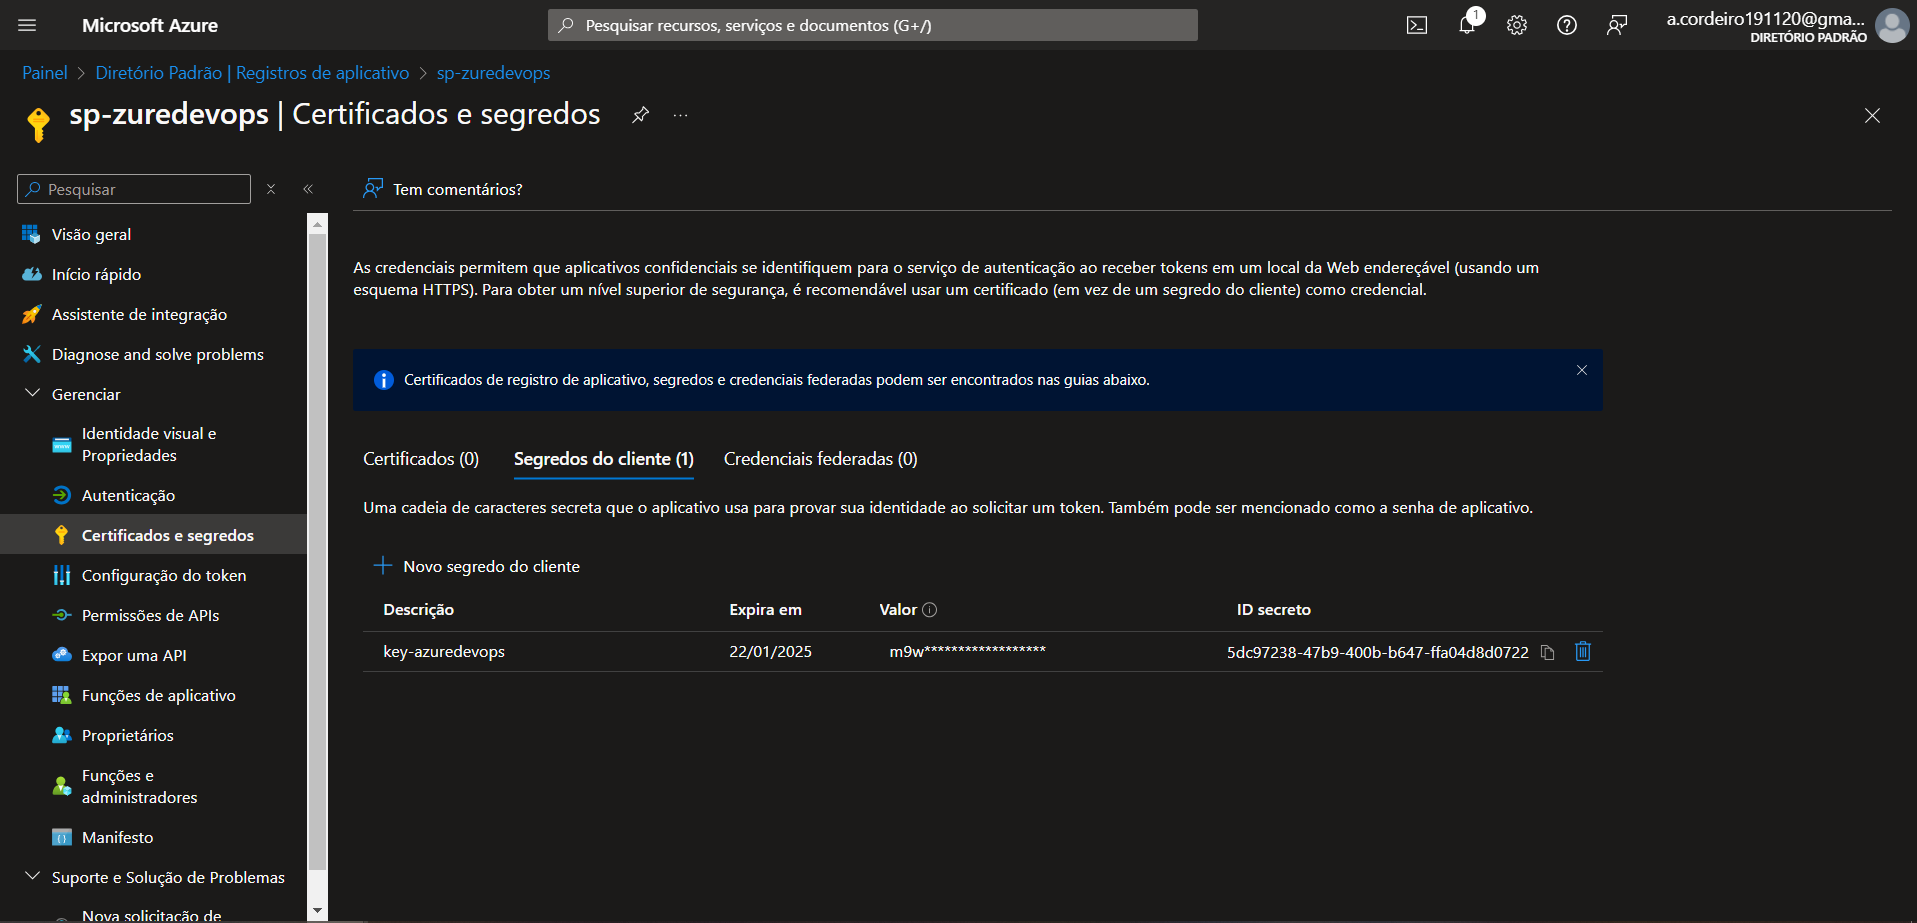 Microsoft Azure
Pesquisar recursos, serviços e documentos (G+/)
1
a.cordeiro191120@gma...
DIRETÓRIO PADRÃO
Painel > Diretório Padrão | Registros de aplicativo > sp-zuredevops
sp-zuredevops | Certificados e segredos
...
Pesquisar
Tem comentários?
Visão geral
Início rápido
Assistente de integração
Diagnose and solve problems
Gerenciar
Identidade visual e
Propriedades
Autenticação
Certificados e segredos
Configuração do token
Permissões de APIs
Expor uma API
Funções de aplicativo
Proprietários
Funções e
administradores
Manifesto
Suporte e Solução de Problemas
Nova solicitação de
As credenciais permitem que aplicativos confidenciais se identifiquem para o serviço de autenticação ao receber tokens em um local da Web endereçável (usando um
esquema HTTPS). Para obter um nível superior de segurança, é recomendável usar um certificado (em vez de um segredo do cliente) como credencial.
Certificados de registro de aplicativo, segredos e credenciais federadas podem ser encontrados nas guias abaixo.
Certificados (0) Segredos do cliente (1) Credenciais federadas (0)
Uma cadeia de caracteres secreta que o aplicativo usa para provar sua identidade ao solicitar um token. Também pode ser mencionado como a senha de aplicativo.
Novo segredo do cliente
Descrição Expira em Valor ID secreto
key-azuredevops 22/01/2025 m9w****************** 5dc97238-47b9-400b-b647-ffa04d8d0722